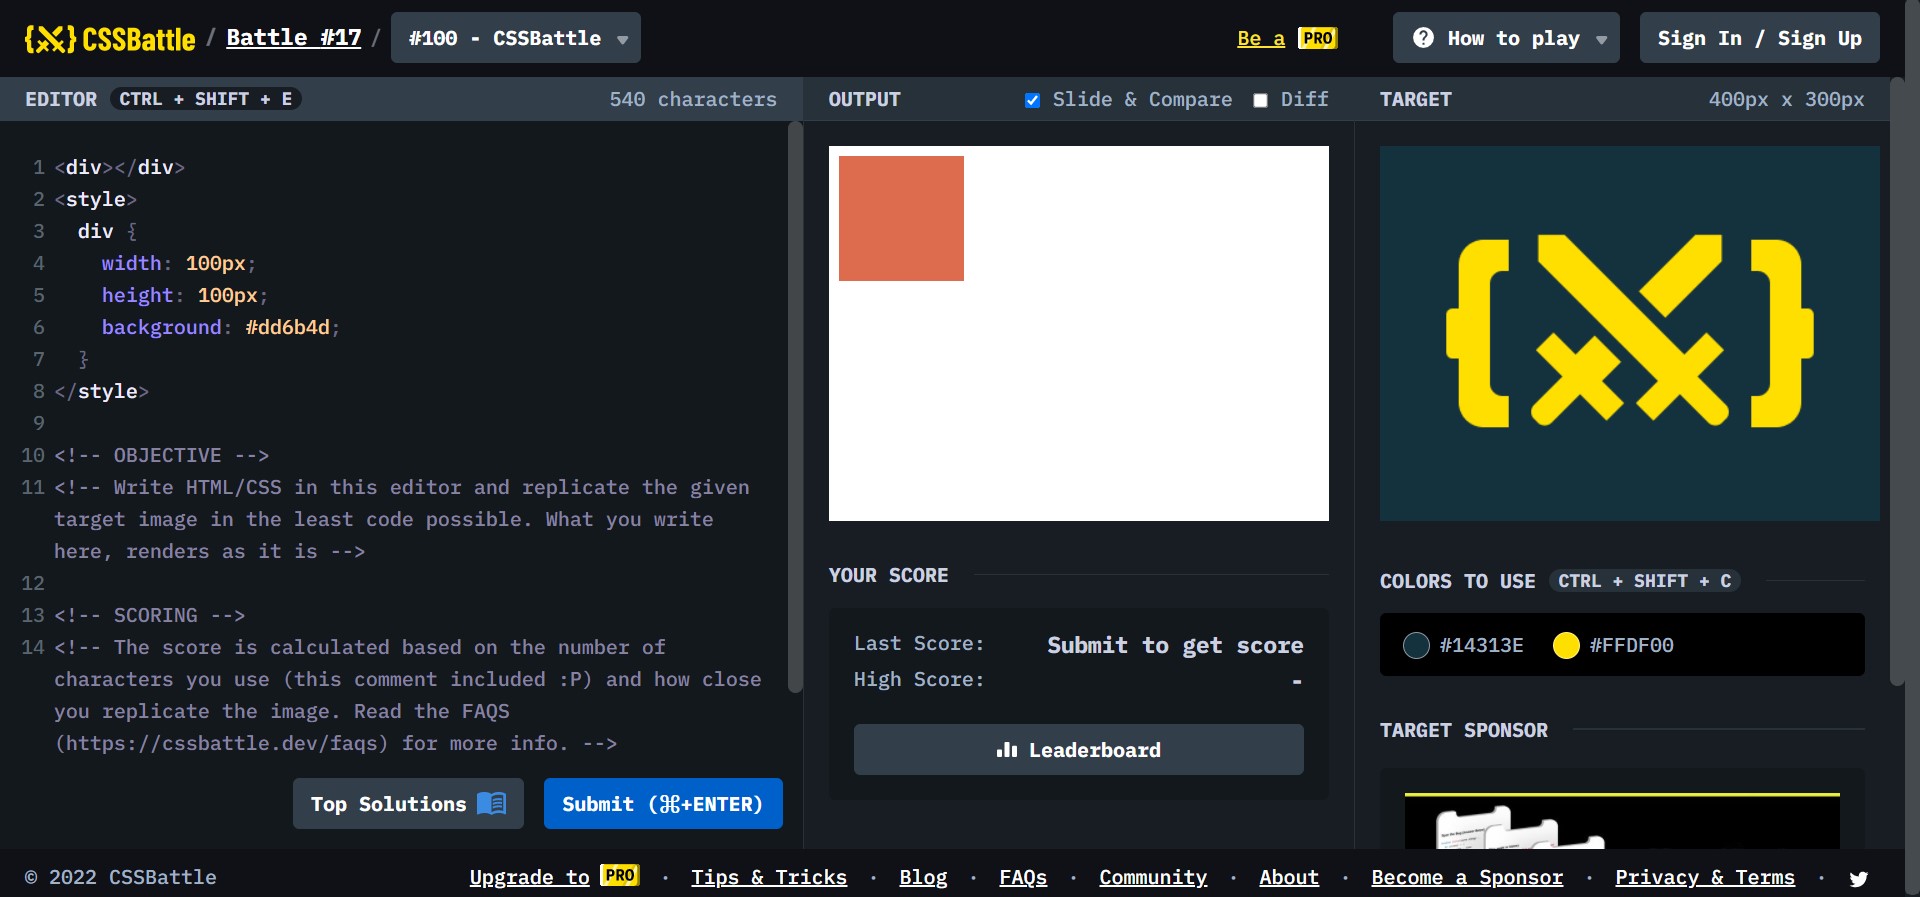 CSSBattle / Battle #17 / #100 - CSSBattle
Be a PRO
How to play
Sign In / Sign Up
EDITOR CTRL + SHIFT + E 540 characters
1 <div></div>
2 <style>
3 div {
4 width: 100px;
5 height: 100px;
6 background: #dd6b4d;
7 }
8 </style>
9
10 <!-- OBJECTIVE -->
11 <!-- Write HTML/CSS in this editor and replicate the given
target image in the least code possible. What you write
here, renders as it is -->
12
13 <!-- SCORING -->
14 <!-- The score is calculated based on the number of
characters you use (this comment included :P) and how close
you replicate the image. Read the FAQS
(https://cssbattle.dev/faqs) for more info. -->
Top Solutions
Submit (⌘+ENTER)
OUTPUT Slide & Compare Diff
YOUR SCORE
Last Score: Submit to get score
High Score: -
Leaderboard
TARGET 400px x 300px
COLORS TO USE CTRL + SHIFT + C
#14313E #FFDF00
TARGET SPONSOR
© 2022 CSSBattle
Upgrade to PRO · Tips & Tricks · Blog · FAQs · Community · About · Become a Sponsor · Privacy & Terms ·